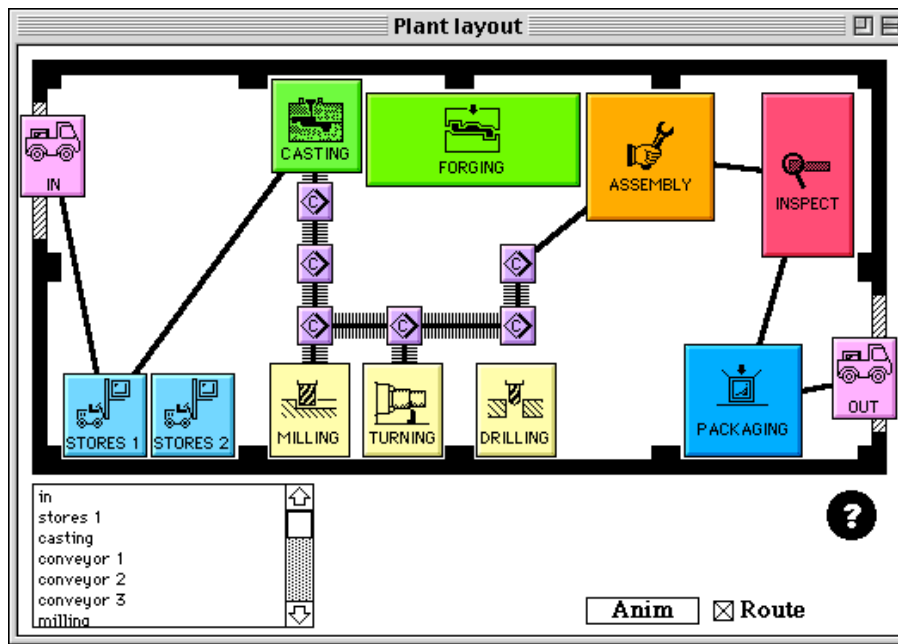 Plant layout
IN
CASTING
FORGING
ASSEMBLY
INSPECT
C
C
C
C
C
C
STORES 1
STORES 2
MILLING
TURNING
DRILLING
PACKAGING
OUT
in
stores 1
casting
conveyor 1
conveyor 2
conveyor 3
milling
?
Anim
Route